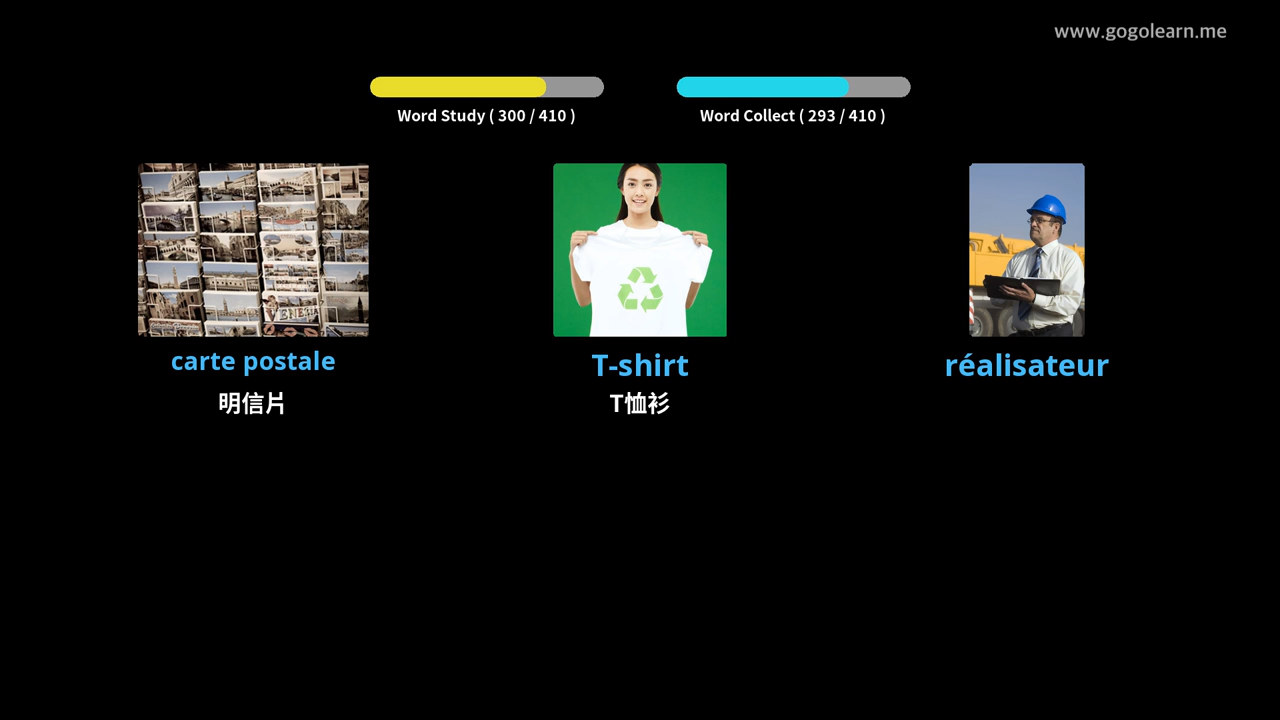 www.gogolearn.me
Word Study ( 300 / 410 )
Word Collect ( 293 / 410 )
carte postale
T-shirt
réalisateur
明信片
T恤衫